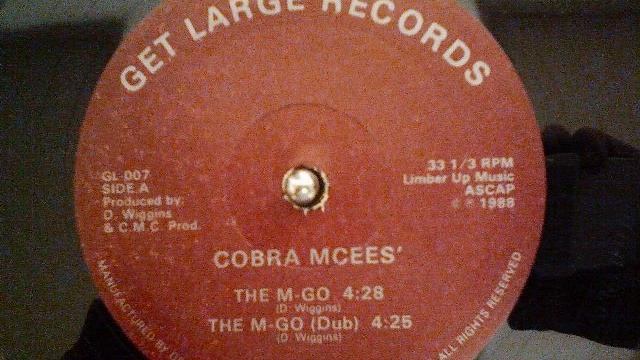 GET LARGE RECORDS
GL-007
SIDE A
Produced by:
D. Wiggins
& C.M.C. Prod.
33 1/3 RPM
Limber Up Music
ASCAP
© ℗ 1988
COBRA MCEES'
THE M-GO 4:28
(D. Wiggins)
THE M-GO (Dub) 4:25
(D. Wiggins)
MANUFACTURED BY
ALL RIGHTS RESERVED